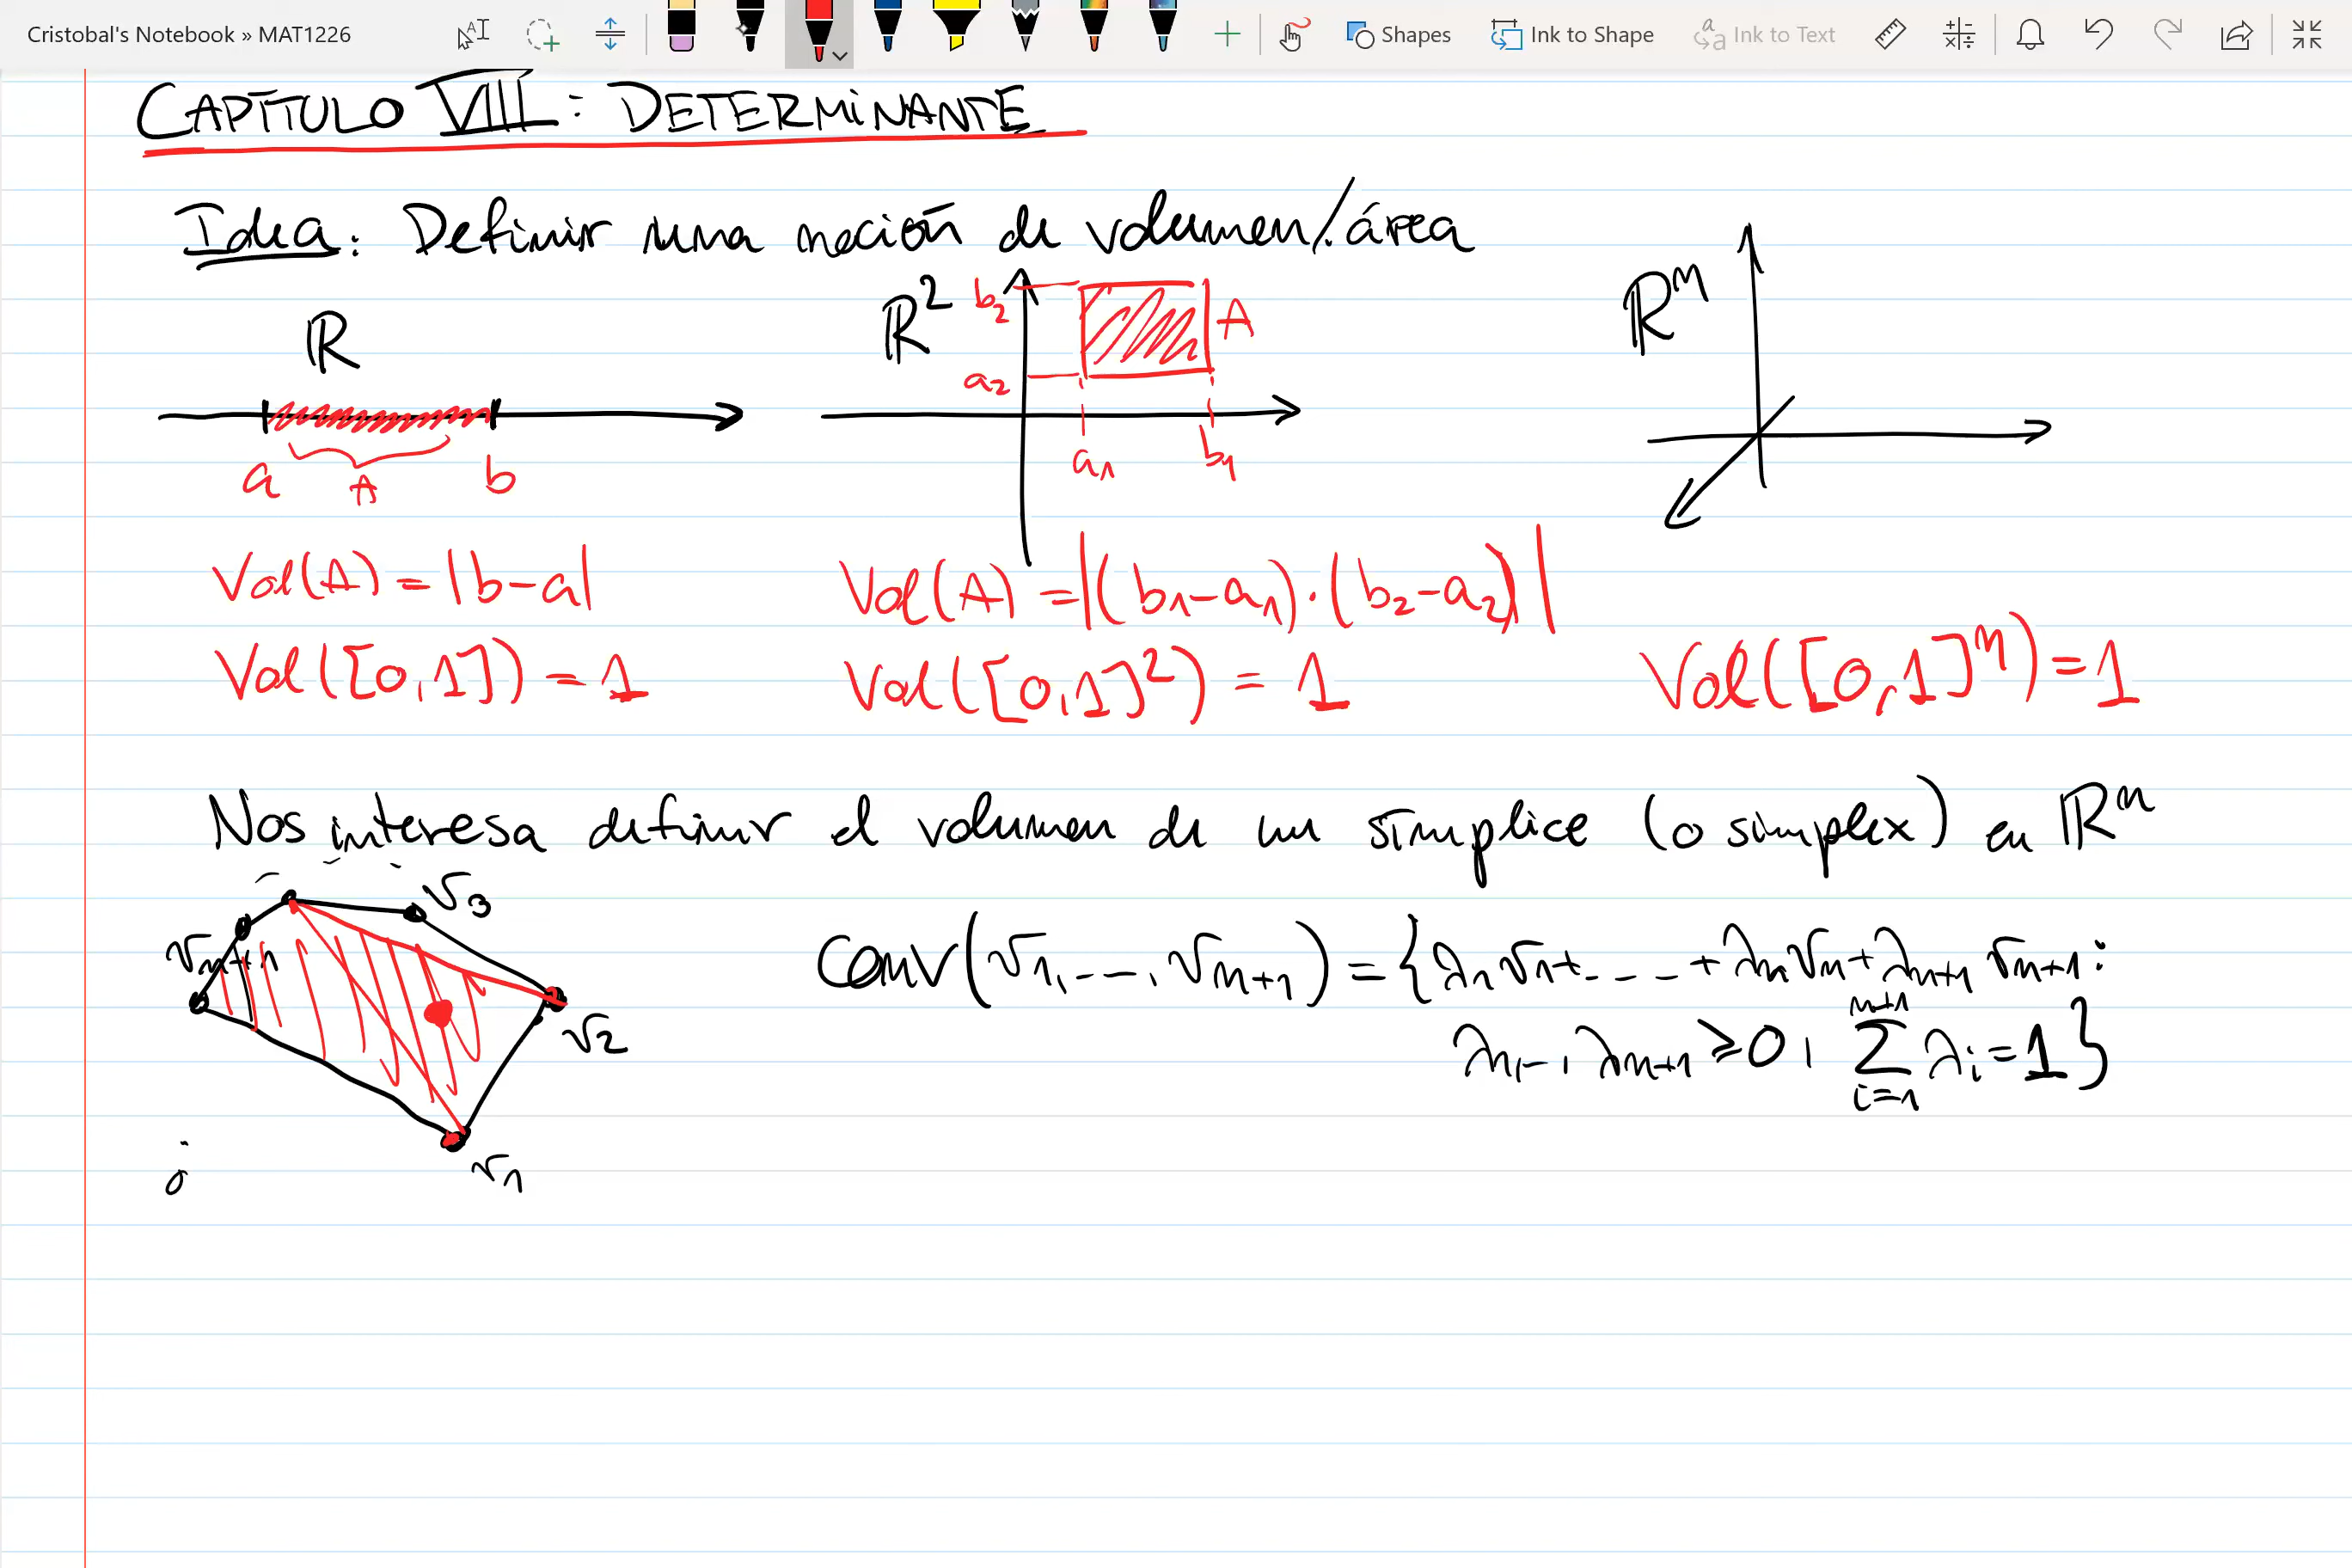 Cristobal's Notebook » MAT1226
Shapes
Ink to Shape
Ink to Text
CAPÍTULO VIII: DETERMINANTE
Idea: Definir una noción de volumen/área
ℝ
a A b
ℝ²
b₂ A
a₂
a₁ b₁
ℝⁿ
Vol(A) = |b-a|
Vol(A) = |(b₁-a₁)·(b₂-a₂)|
Vol([0,1]) = 1
Vol([0,1]²) = 1
Vol([0,1]ⁿ) = 1
Nos interesa definir el volumen de un símplice (o simplex) en ℝⁿ
v₃
vₙ₊₁
v₂
v₁
Conv(v₁,---,vₙ₊₁) = {λ₁v₁+....+λₙvₙ+λₙ₊₁vₙ₊₁:
λ₁,--,λₙ₊₁ ≥ 0, ∑ᵢ₌₁ⁿ⁺¹ λᵢ = 1}